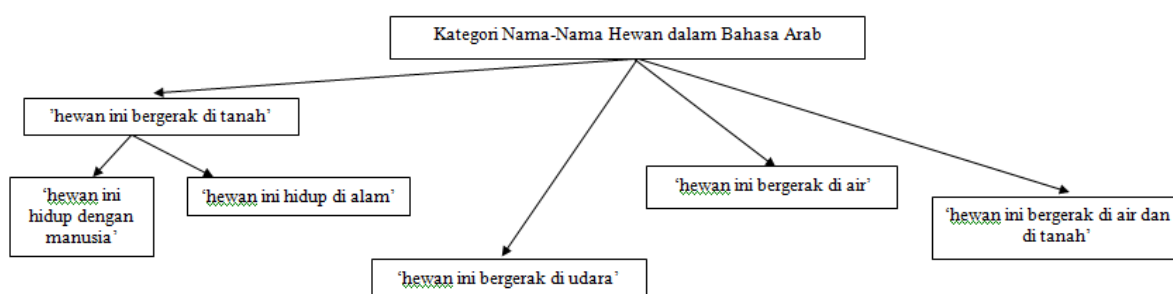 Kategori Nama-Nama Hewan dalam Bahasa Arab
’hewan ini bergerak di tanah’
‘hewan ini
hidup dengan
manusia’
‘hewan ini hidup di alam’
‘hewan ini bergerak di udara’
‘hewan ini bergerak di air’
‘hewan ini bergerak di air dan
di tanah’